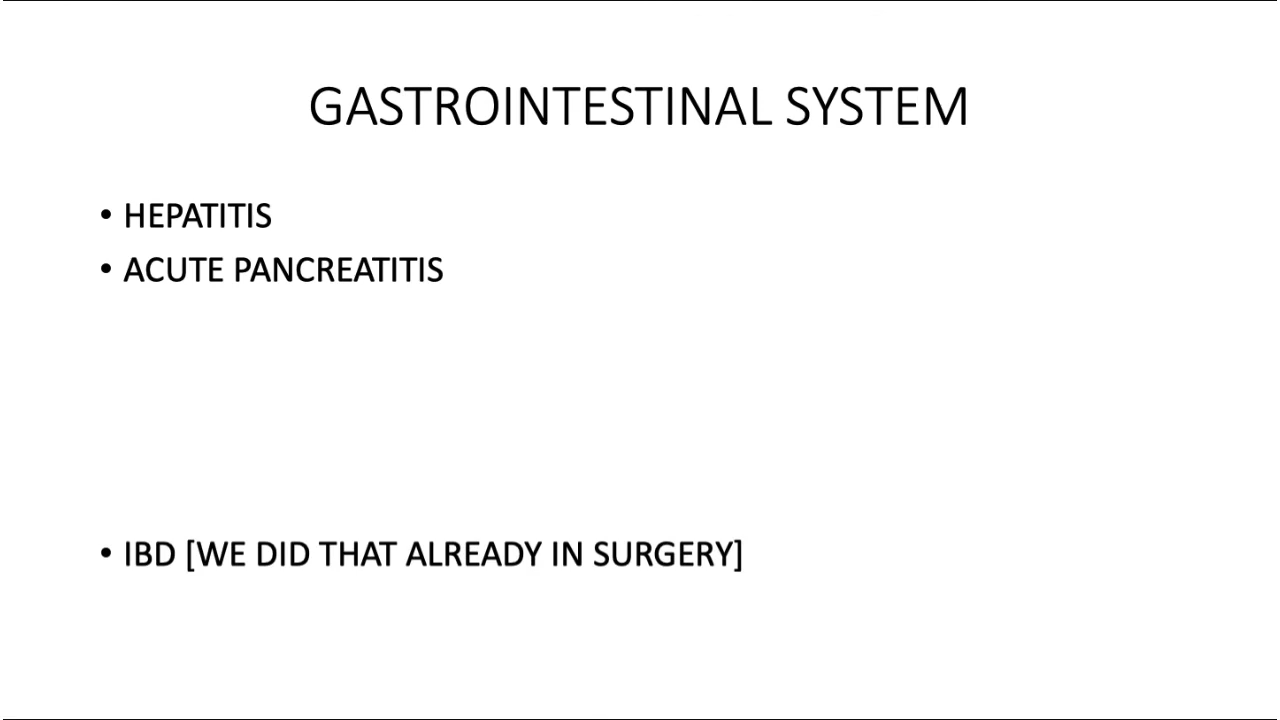 GASTROINTESTINAL SYSTEM
• HEPATITIS
• ACUTE PANCREATITIS
• IBD [WE DID THAT ALREADY IN SURGERY]